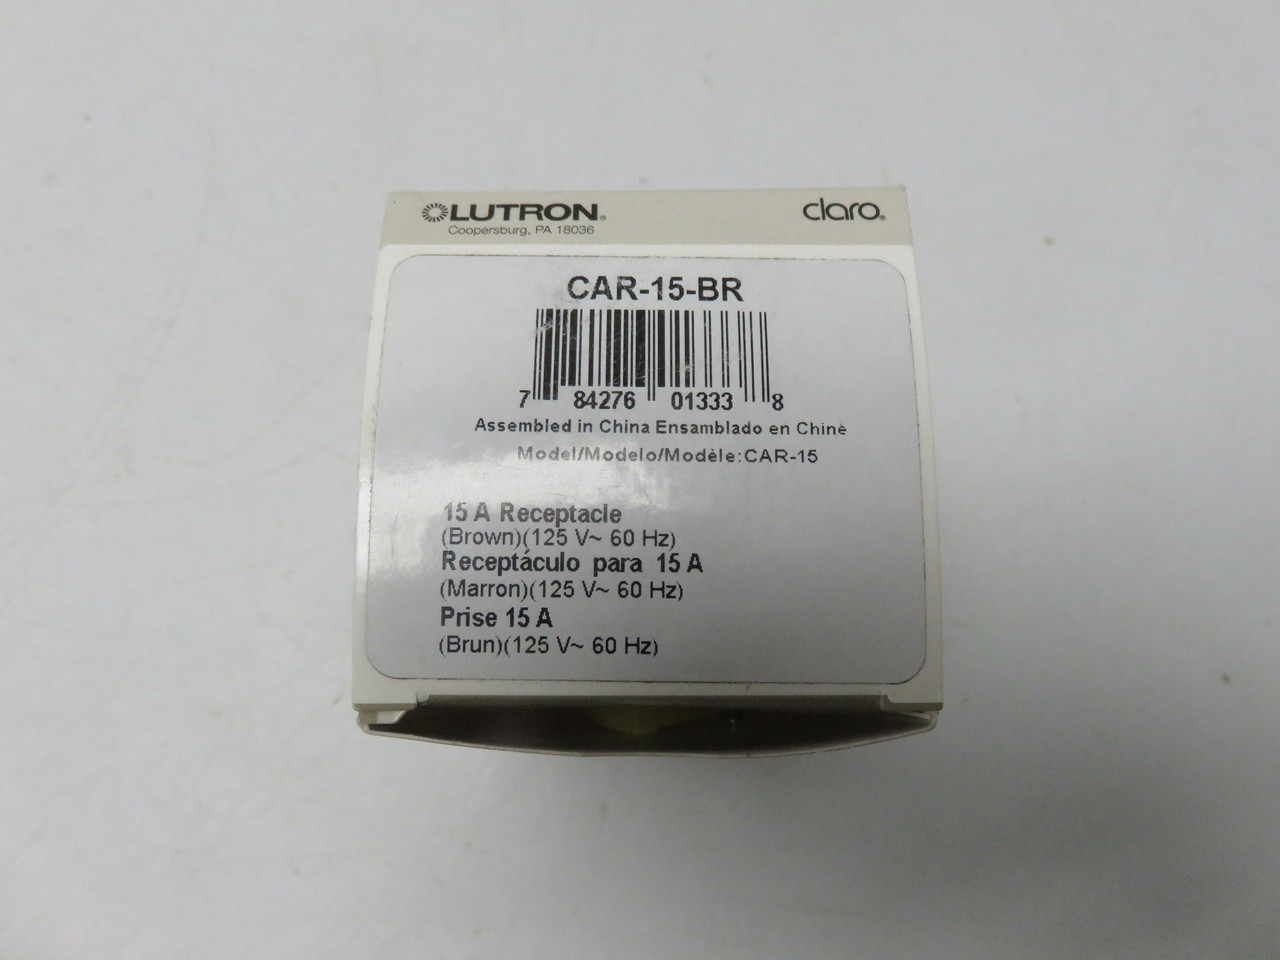 LUTRON® claro®
Coopersburg, PA 18036
CAR-15-BR
7 84276 01333 8
Assembled in China Ensamblado en Chine
Model/Modelo/Modèle:CAR-15
15 A Receptacle
(Brown)(125 V~ 60 Hz)
Receptáculo para 15 A
(Marron)(125 V~ 60 Hz)
Prise 15 A
(Brun)(125 V~ 60 Hz)